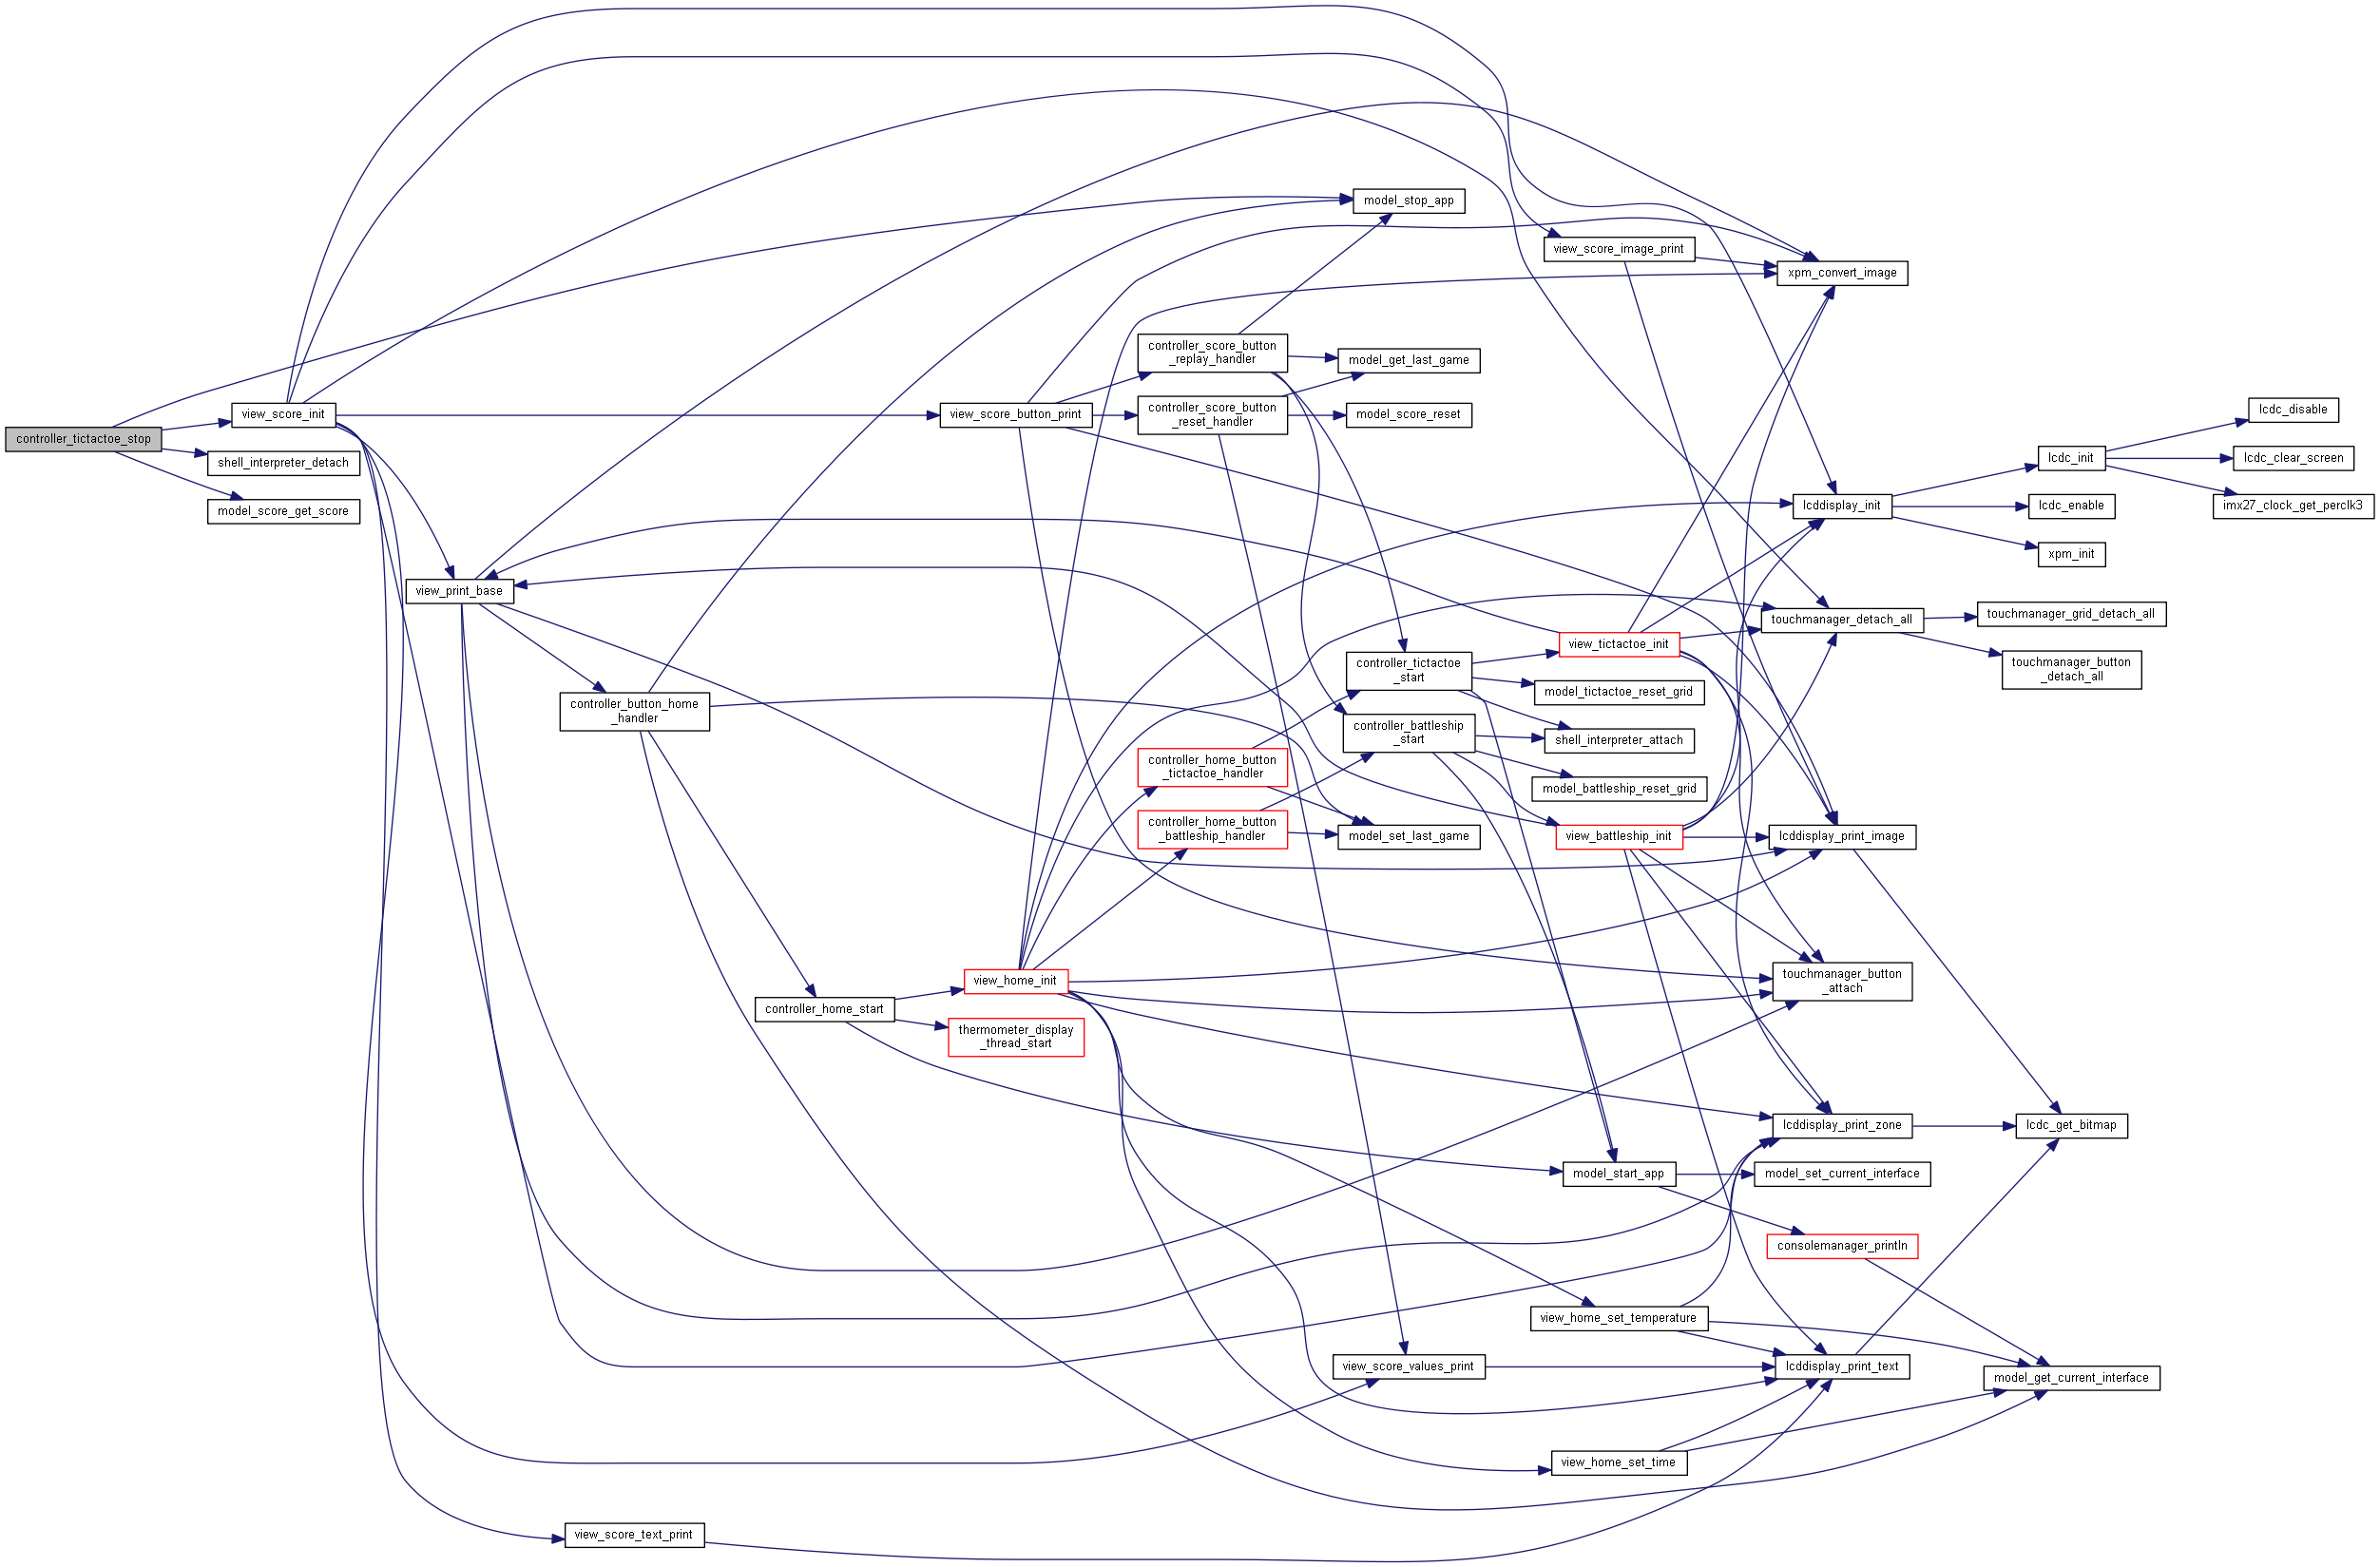 controller_tictactoe_stop
view_score_init
shell_interpreter_detach
model_score_get_score
view_print_base
controller_button_home
_handler
view_score_text_print
controller_home_start
view_score_button_print
view_home_init
thermometer_display
_thread_start
controller_score_button
_replay_handler
controller_score_button
_reset_handler
controller_home_button
_tictactoe_handler
controller_home_button
_battleship_handler
model_stop_app
model_get_last_game
model_score_reset
controller_tictactoe
_start
controller_battleship
_start
model_set_last_game
view_score_values_print
view_score_image_print
view_tictactoe_init
model_tictactoe_reset_grid
shell_interpreter_attach
model_battleship_reset_grid
view_battleship_init
model_start_app
view_home_set_temperature
view_home_set_time
xpm_convert_image
lcddisplay_init
touchmanager_detach_all
lcddisplay_print_image
touchmanager_button
_attach
lcddisplay_print_zone
model_set_current_interface
consolemanager_println
lcddisplay_print_text
lcdc_init
lcdc_enable
xpm_init
touchmanager_grid_detach_all
touchmanager_button
_detach_all
lcdc_get_bitmap
model_get_current_interface
lcdc_disable
lcdc_clear_screen
imx27_clock_get_perclk3